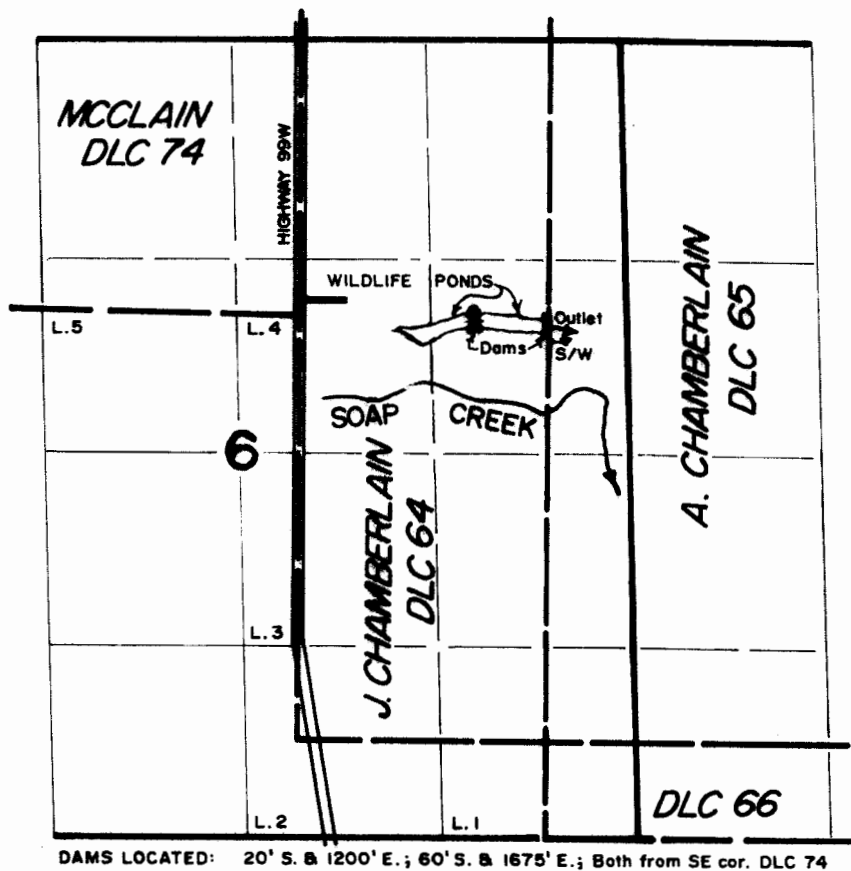 MCCLAIN
DLC 74
HIGHWAY 99W
WILDLIFE PONDS
L.5
L.4
Outlet
Dams
S/W
A. CHAMBERLAIN
DLC 65
SOAP CREEK
6
J. CHAMBERLAIN
DLC 64
L.3
DLC 66
L.2
L.1
DAMS LOCATED: 20' S. & 1200' E.; 60' S. & 1675' E.; Both from SE cor. DLC 74